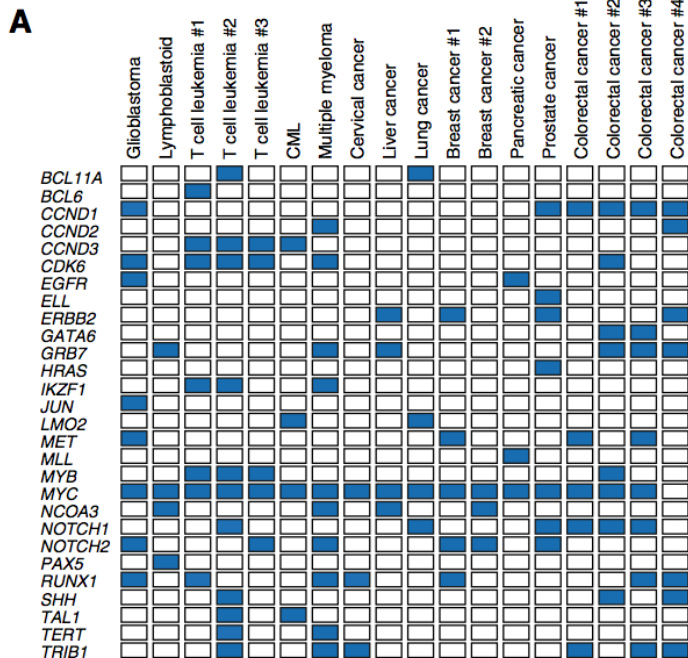 A
Glioblastoma
Lymphoblastoid
T cell leukemia #1
T cell leukemia #2
T cell leukemia #3
CML
Multiple myeloma
Cervical cancer
Liver cancer
Lung cancer
Breast cancer #1
Breast cancer #2
Pancreatic cancer
Prostate cancer
Colorectal cancer #1
Colorectal cancer #2
Colorectal cancer #3
Colorectal cancer #4
BCL11A
BCL6
CCND1
CCND2
CCND3
CDK6
EGFR
ELL
ERBB2
GATA6
GRB7
HRAS
IKZF1
JUN
LMO2
MET
MLL
MYB
MYC
NCOA3
NOTCH1
NOTCH2
PAX5
RUNX1
SHH
TAL1
TERT
TRIB1